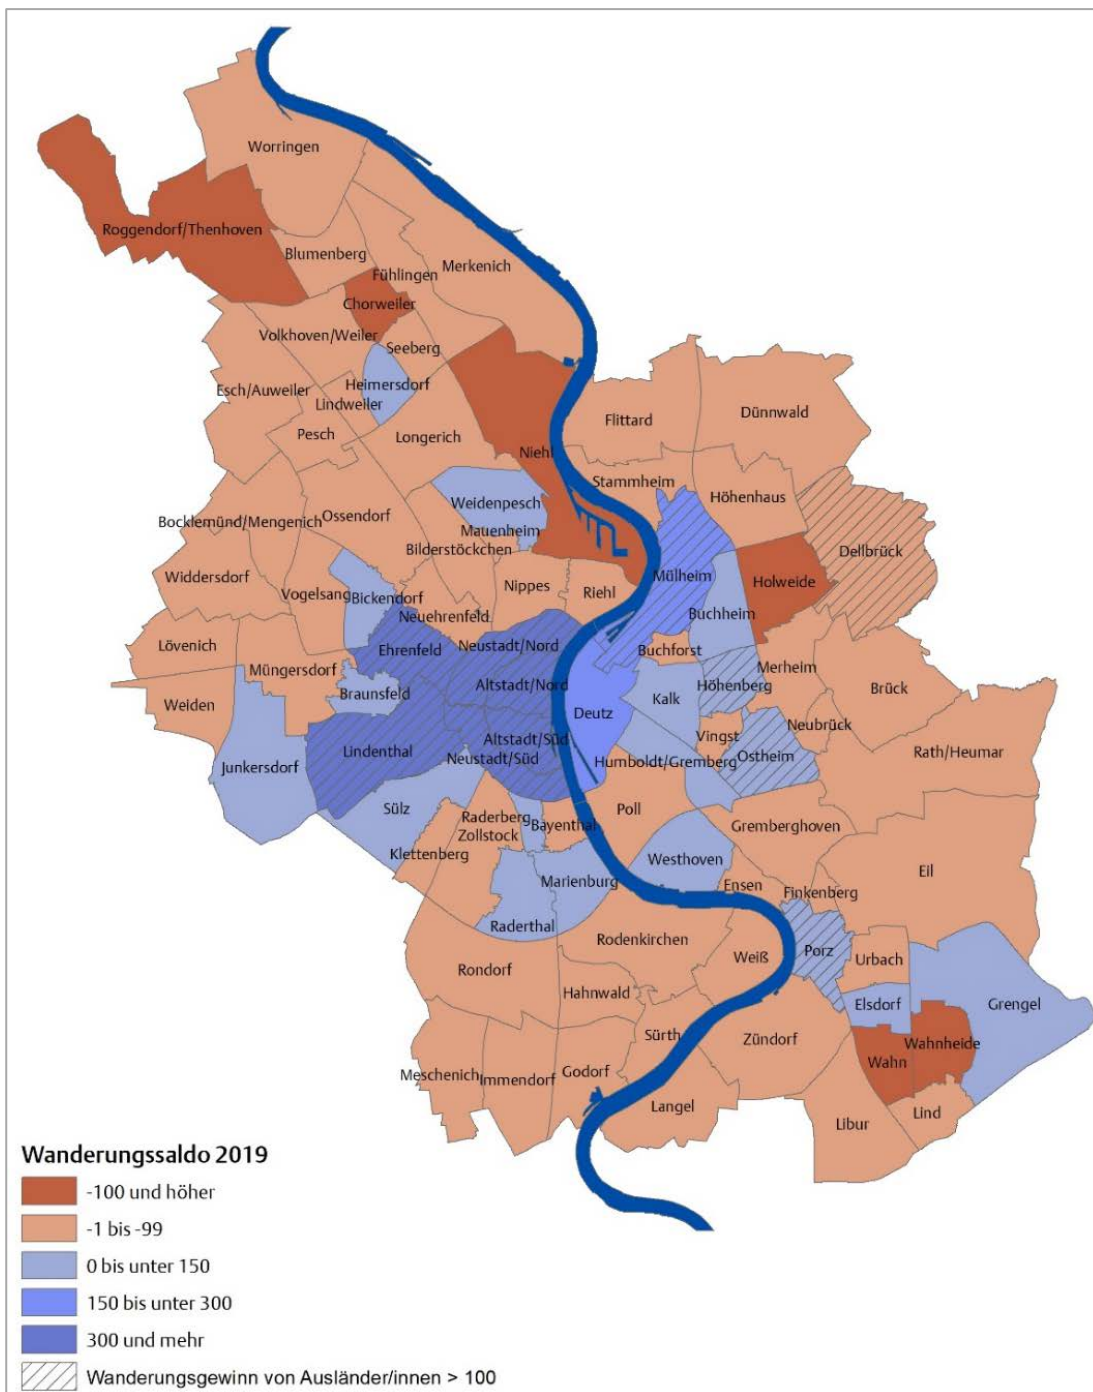 Worringen
Roggendorf/Thenhoven
Blumenberg
Merkenich
Fühlingen
Chorweiler
Volkhoven/Weiler
Seeberg
Heimersdorf
Esch/Auweiler
Lindweiler
Pesch
Longerich
Flittard
Dünnwald
Niehl
Stammheim
Höhenhaus
Weidenpesch
Ossendorf
Bocklemünd/Mengenich
Mauenheim
Bilderstöckchen
Dellbrück
Widdersdorf
Mülheim
Holweide
Nippes
Riehl
Vogelsang
Bickendorf
Neuehrenfeld
Buchheim
Lövenich
Ehrenfeld
Neustadt/Nord
Buchforst
Müngersdorf
Merheim
Altstadt/Nord
Höhenberg
Brück
Braunsfeld
Kalk
Weiden
Deutz
Neubrück
Vingst
Altstadt/Süd
Lindenthal
Rath/Heumar
Neustadt/Süd
Humboldt/Gremberg
Ostheim
Junkersdorf
Sülz
Poll
Raderberg
Bayenthal
Gremberghoven
Zollstock
Klettenberg
Westhoven
Eil
Marienburg
Ensen
Finkenberg
Raderthal
Rodenkirchen
Porz
Weiß
Urbach
Rondorf
Hahnwald
Elsdorf
Grengel
Sürth
Zündorf
Wahnheide
Wahn
Godorf
Meschenich
Immendorf
Langel
Lind
Libur
Wanderungssaldo 2019
-100 und höher
-1 bis -99
0 bis unter 150
150 bis unter 300
300 und mehr
Wanderungsgewinn von Ausländer/innen > 100